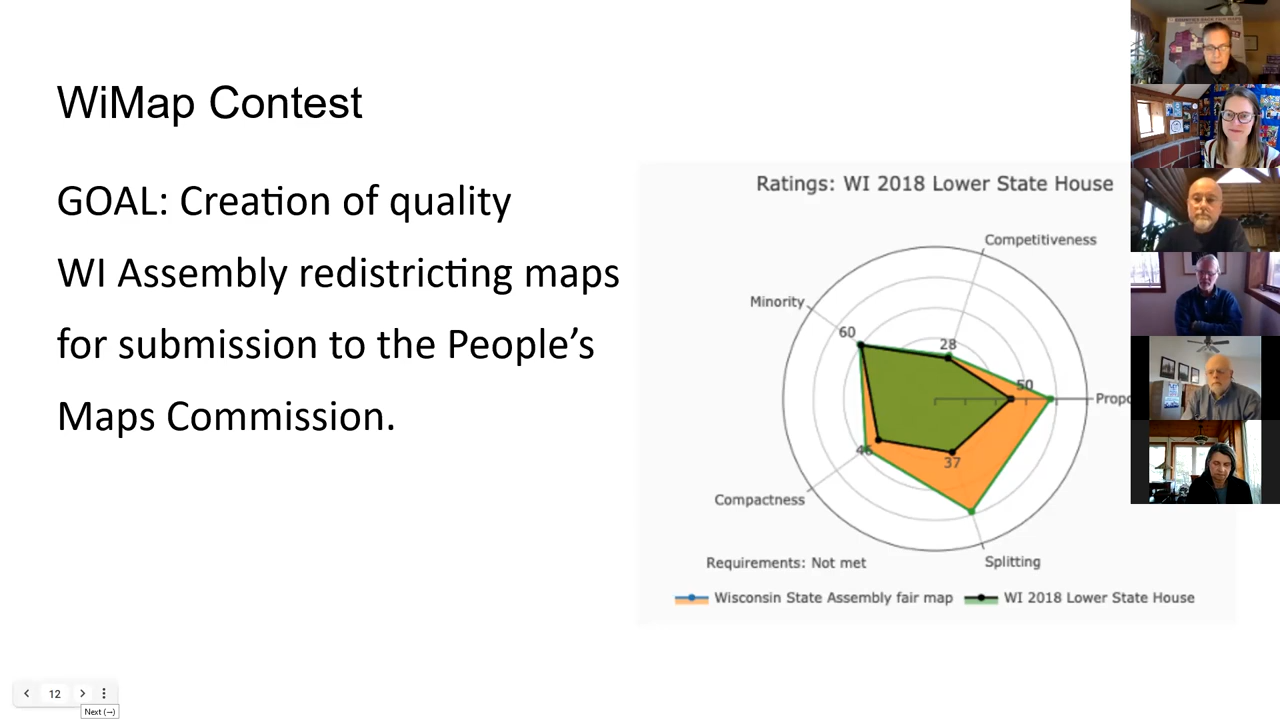 WiMap Contest
GOAL: Creation of quality
WI Assembly redistricting maps
for submission to the People's
Maps Commission.
Ratings: WI 2018 Lower State House
Competitiveness
Minority
60
28
50
Propo
46
37
Compactness
Splitting
Requirements: Not met
Wisconsin State Assembly fair map
WI 2018 Lower State House
12
Next (→)